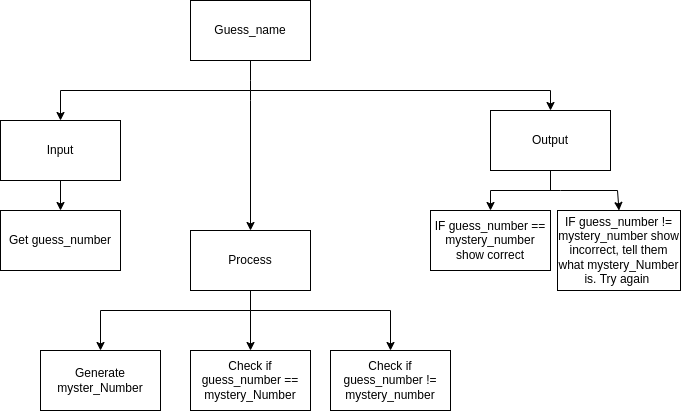 Guess_name
Input
Output
Get guess_number
IF guess_number ==
mystery_number
show correct
IF guess_number !=
mystery_number show
incorrect, tell them
what mystery_Number
is. Try again
Process
Generate
myster_Number
Check if
guess_number ==
mystery_Number
Check if
guess_number !=
mystery_number